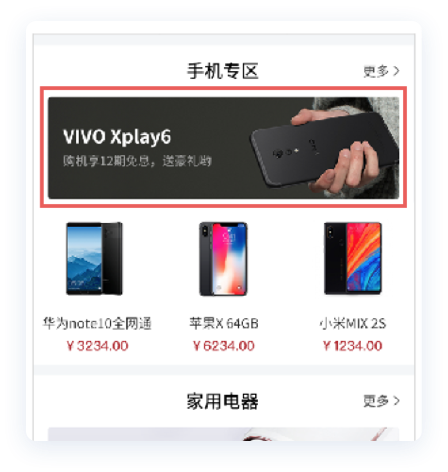 手机专区
更多 >
VIVO Xplay6
购机享12期免息，送豪礼哟
华为note10全网通
苹果X 64GB
小米MIX 2S
¥3234.00
¥6234.00
¥1234.00
家用电器
更多 >